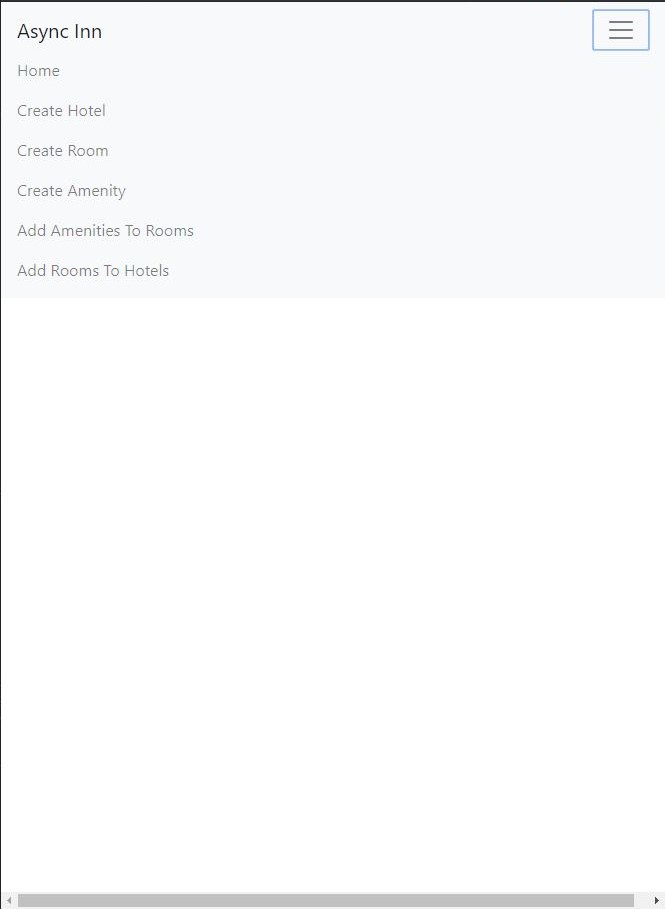 Async Inn
Home
Create Hotel
Create Room
Create Amenity
Add Amenities To Rooms
Add Rooms To Hotels